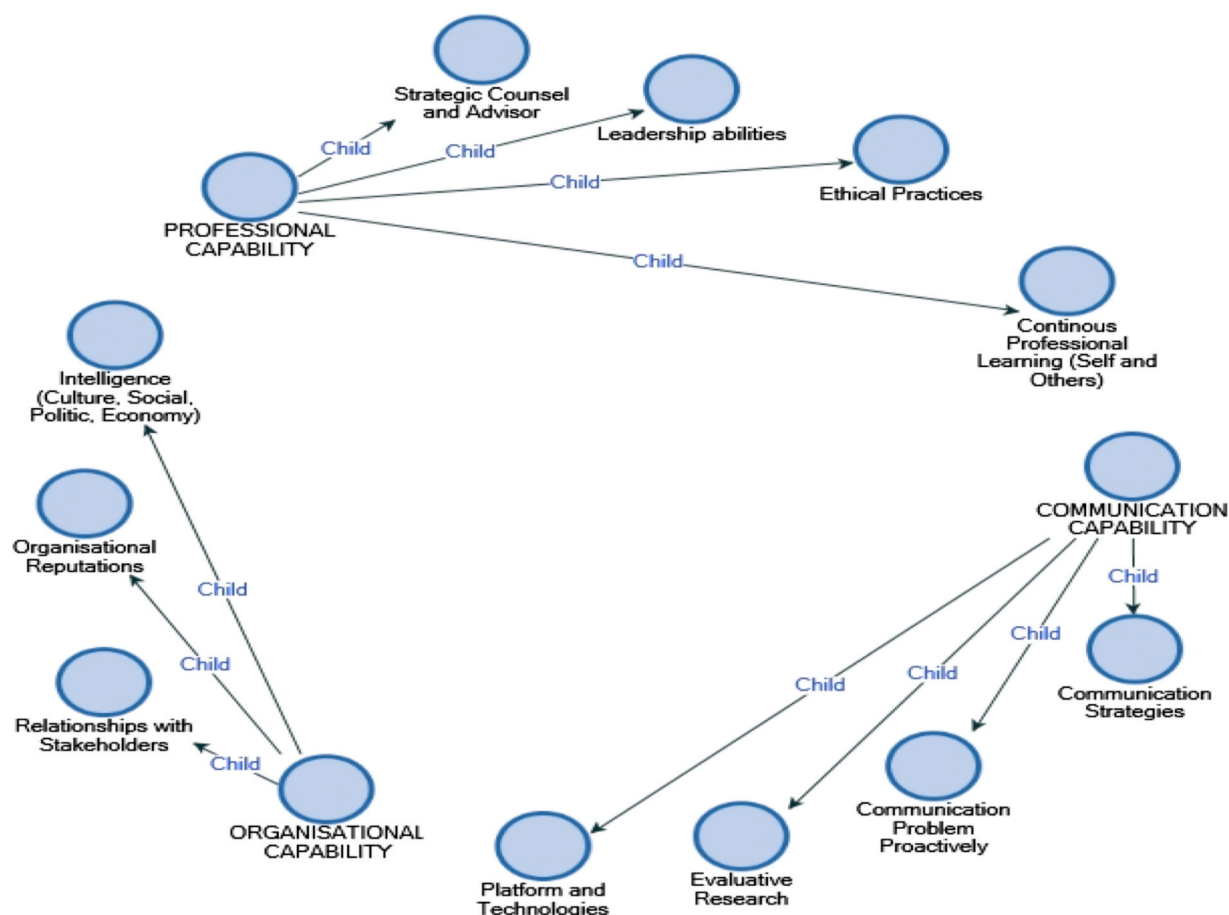 Strategic Counsel
and Advisor
Leadership abilities
Ethical Practices
Child
Child
Child
Child
PROFESSIONAL
CAPABILITY
Continous
Professional
Learning (Self and
Others)
Intelligence
(Culture, Social,
Politic, Economy)
Organisational
Reputations
Relationships with
Stakeholders
Child
Child
Child
ORGANISATIONAL
CAPABILITY
COMMUNICATION
CAPABILITY
Child
Child
Child
Child
Communication
Strategies
Communication
Problem
Proactively
Evaluative
Research
Platform and
Technologies